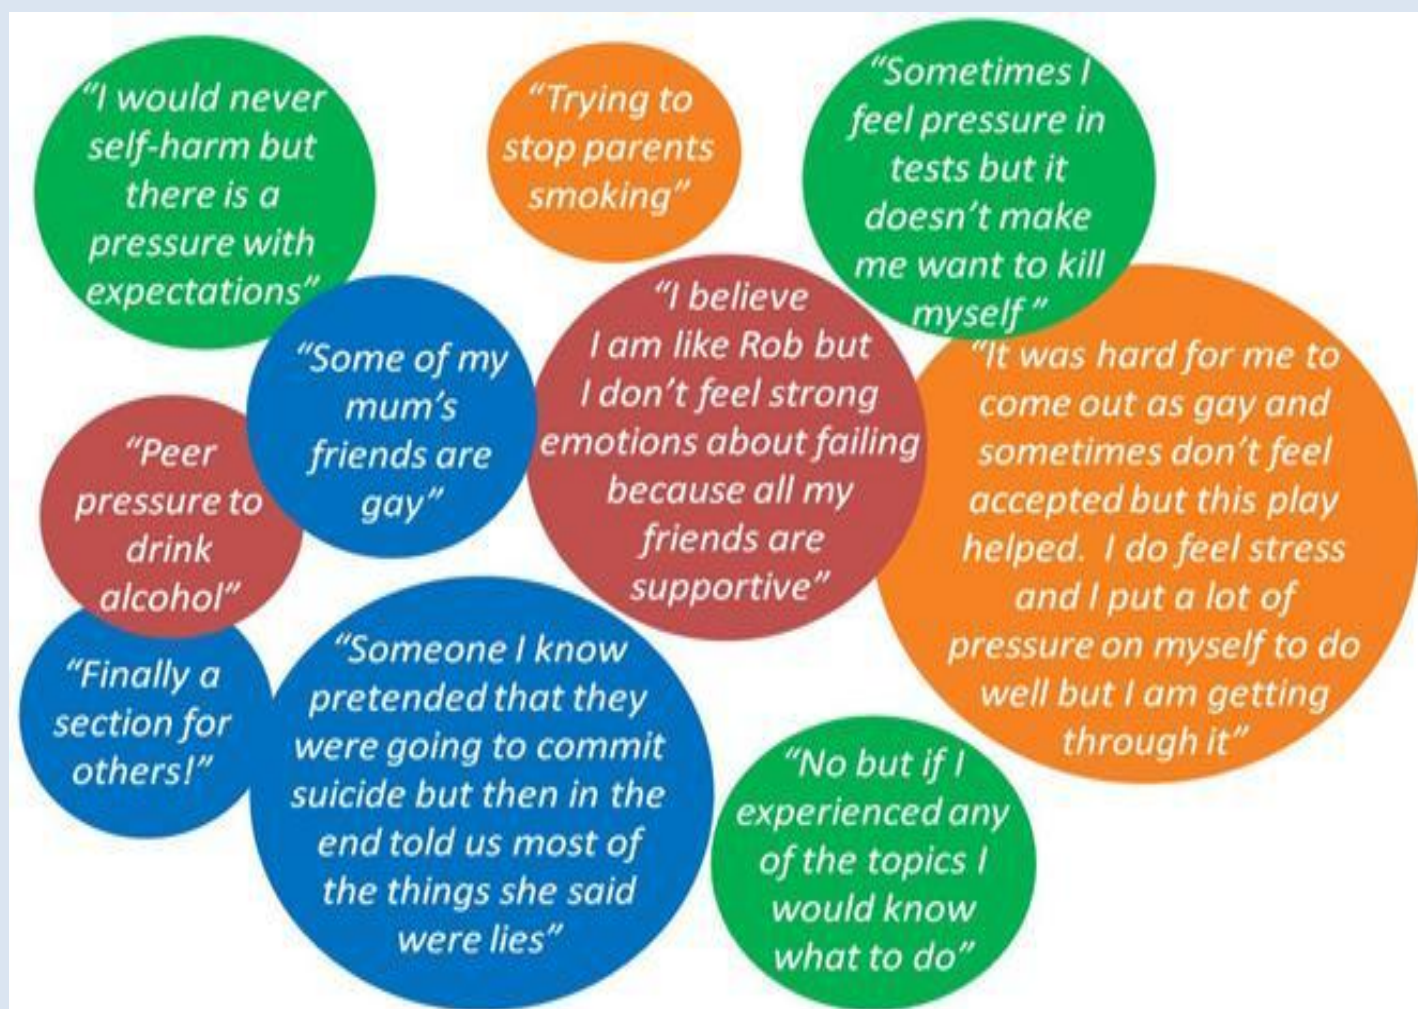 “I would never
self-harm but
there is a
pressure with
expectations”
“Trying to
stop parents
smoking”
“Sometimes I
feel pressure in
tests but it
doesn’t make
me want to kill
myself ”
“Some of my
mum’s
friends are
gay”
“I believe
I am like Rob but
I don’t feel strong
emotions about failing
because all my
friends are
supportive”
“It was hard for me to
come out as gay and
sometimes don’t feel
accepted but this play
helped.  I do feel stress
and I put a lot of
pressure on myself to do
well but I am getting
through it”
“Peer
pressure to
drink
alcohol”
“Finally a
section for
others!”
“Someone I know
pretended that they
were going to commit
suicide but then in the
end told us most of
the things she said
were lies”
“No but if I
experienced any
of the topics I
would know
what to do”